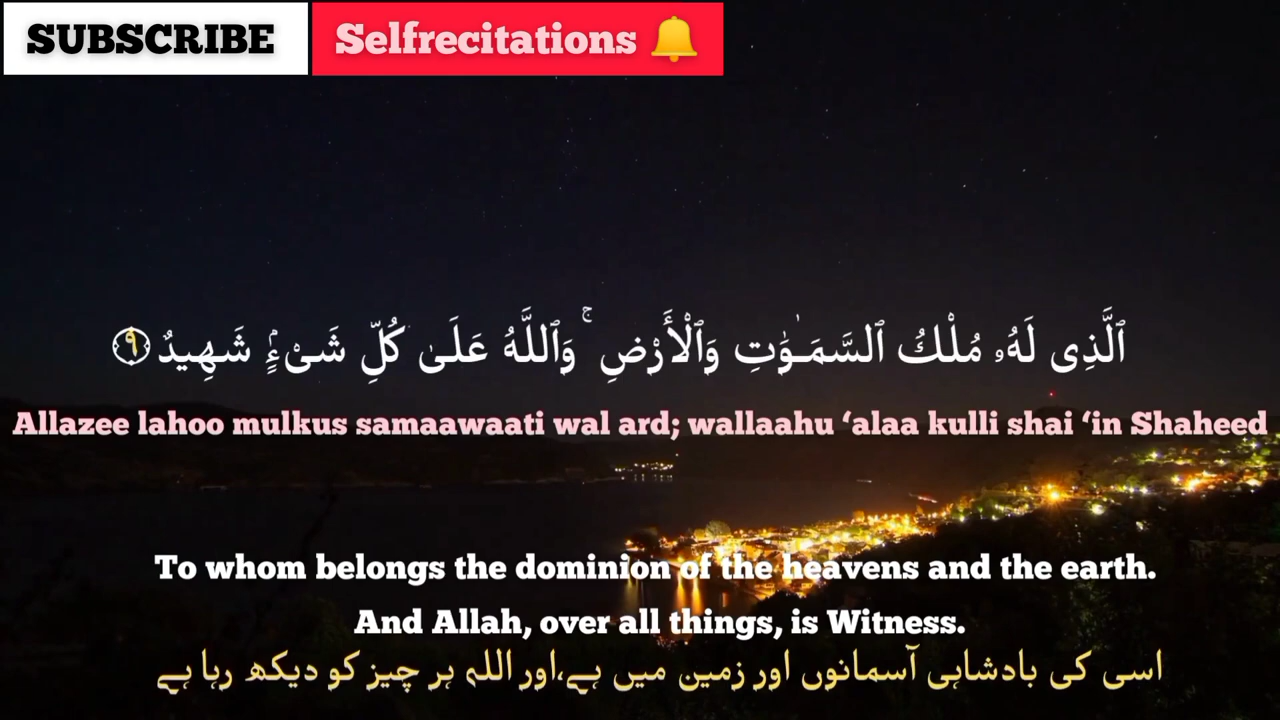 SUBSCRIBE
Selfrecitations 🔔
ٱلَّذِى لَهُۥ مُلْكُ ٱلسَّمَـٰوَٰتِ وَٱلْأَرْضِ ۚ وَٱللَّهُ عَلَىٰ كُلِّ شَىْءٍۢ شَهِيدٌ ٩
Allazee lahoo mulkus samaawaati wal ard; wallaahu ‘alaa kulli shai ‘in Shaheed
To whom belongs the dominion of the heavens and the earth.
And Allah, over all things, is Witness.
اسی کی بادشاہی آسمانوں اور زمین میں ہے،اور اللہ ہر چیز کو دیکھ رہا ہے